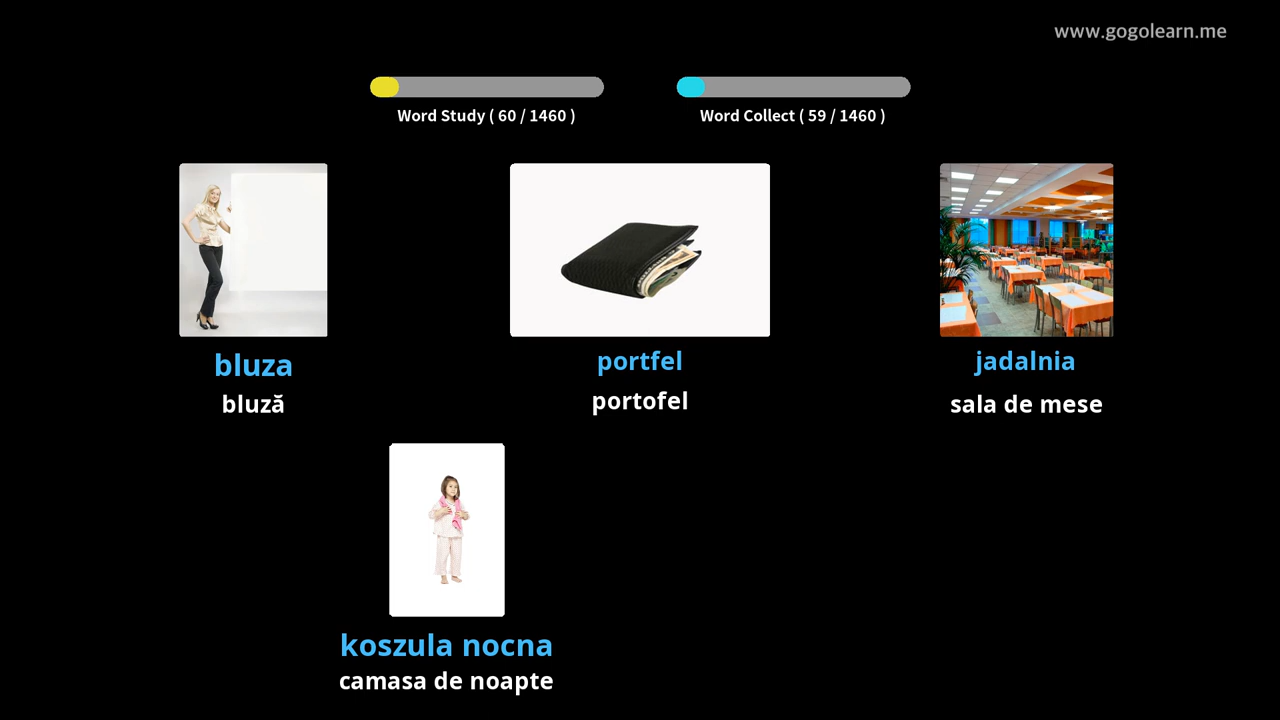 www.gogolearn.me
Word Study ( 60 / 1460 )
Word Collect ( 59 / 1460 )
bluza
portfel
jadalnia
bluză
portofel
sala de mese
koszula nocna
camasa de noapte